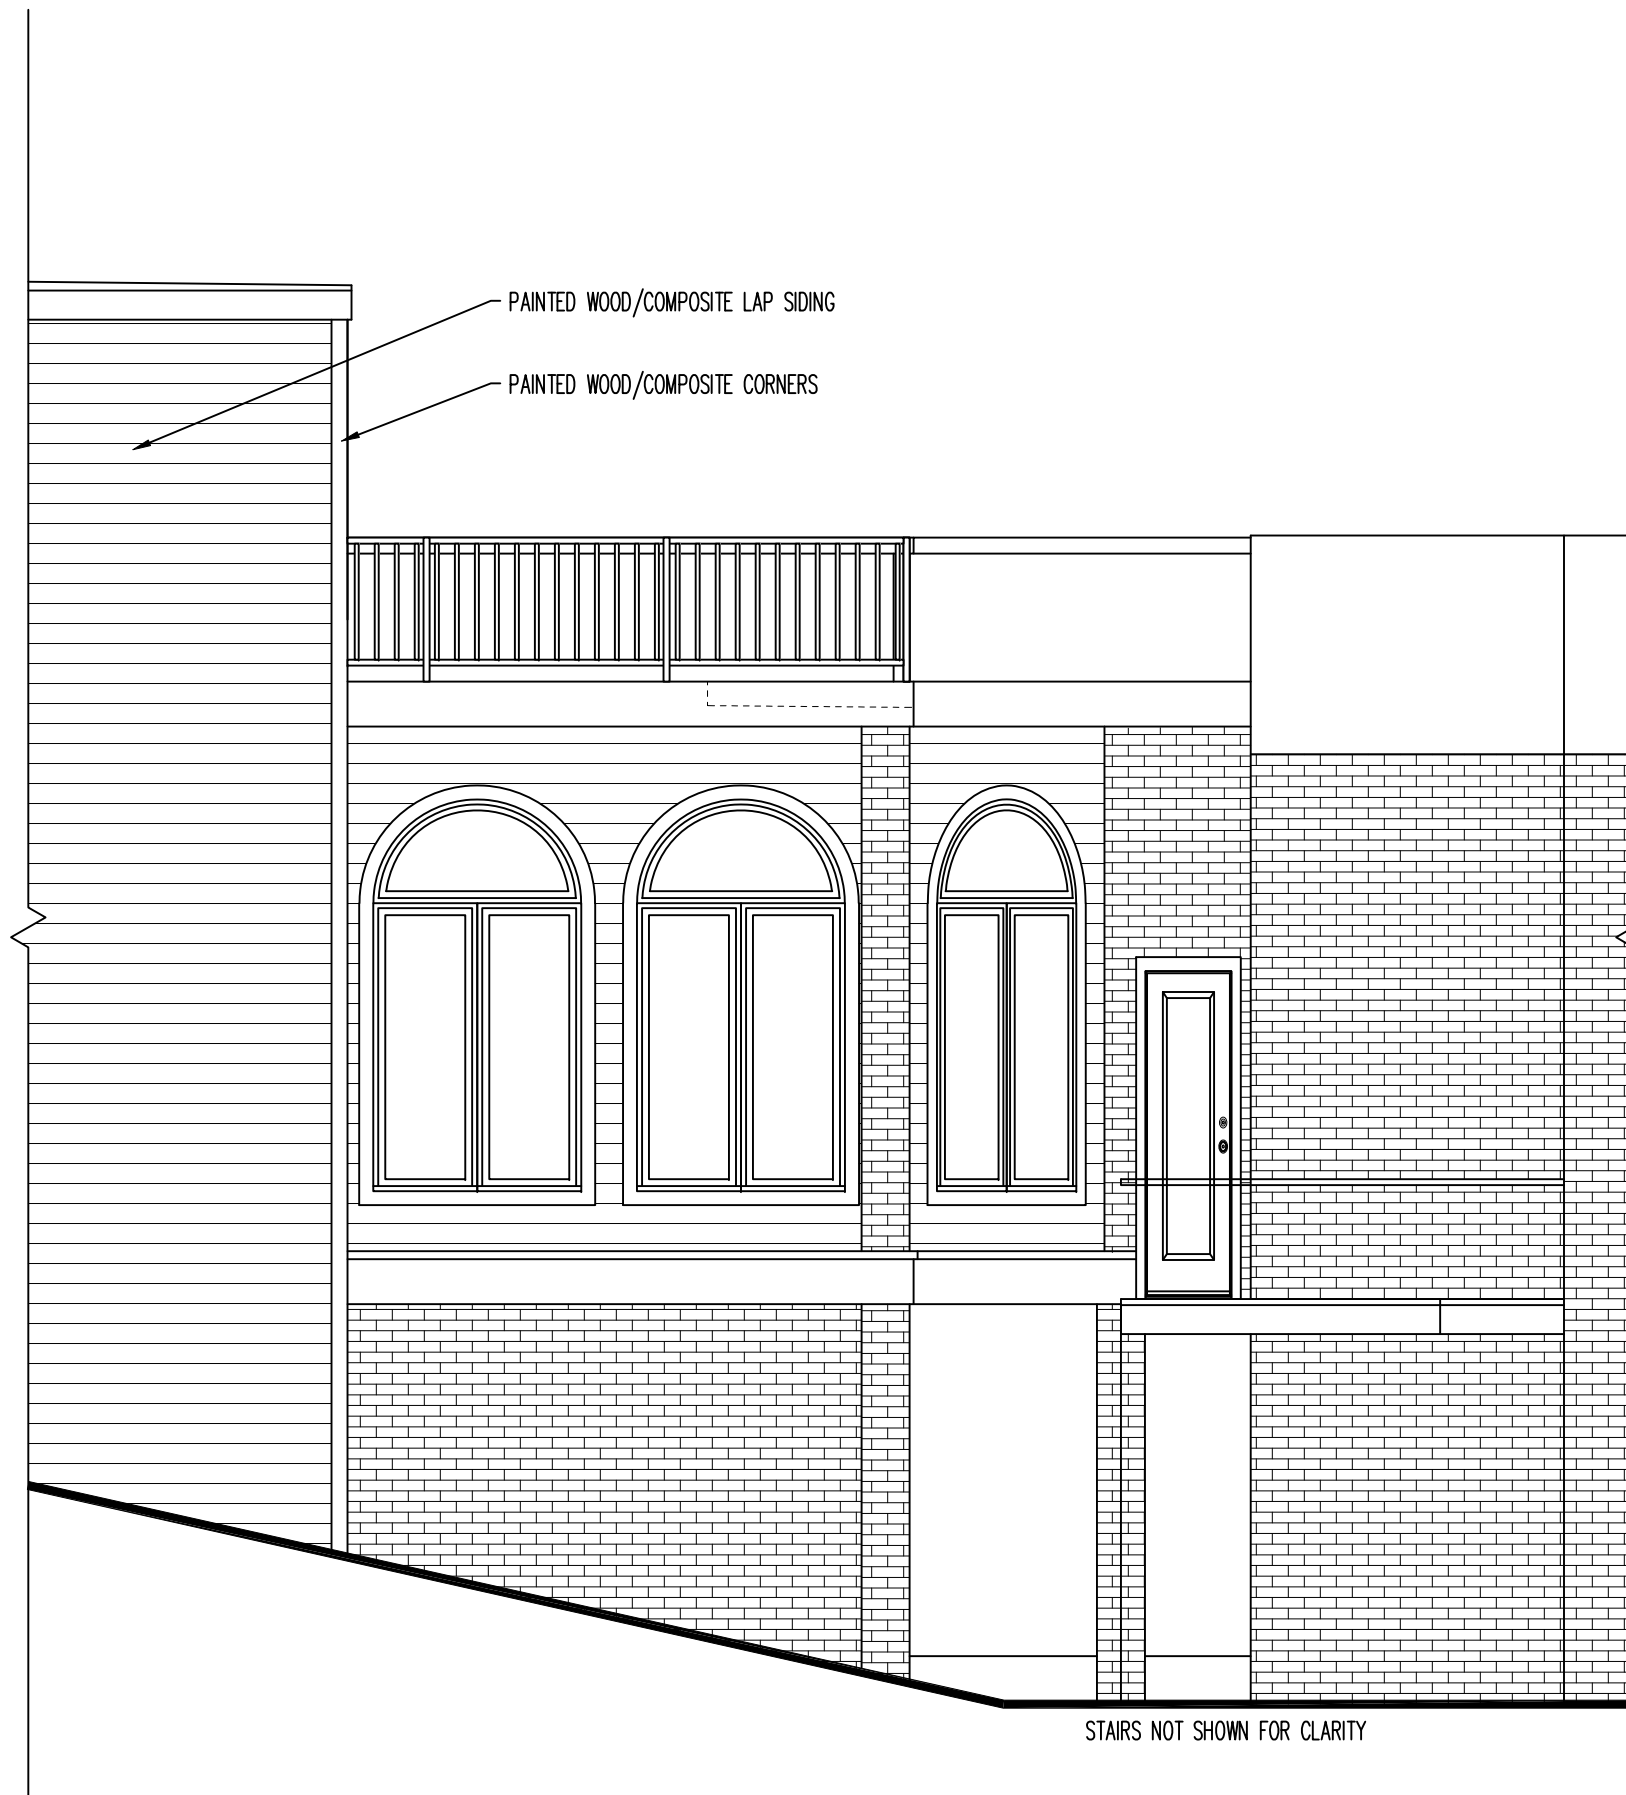 PAINTED WOOD/COMPOSITE LAP SIDING
PAINTED WOOD/COMPOSITE CORNERS
STAIRS NOT SHOWN FOR CLARITY